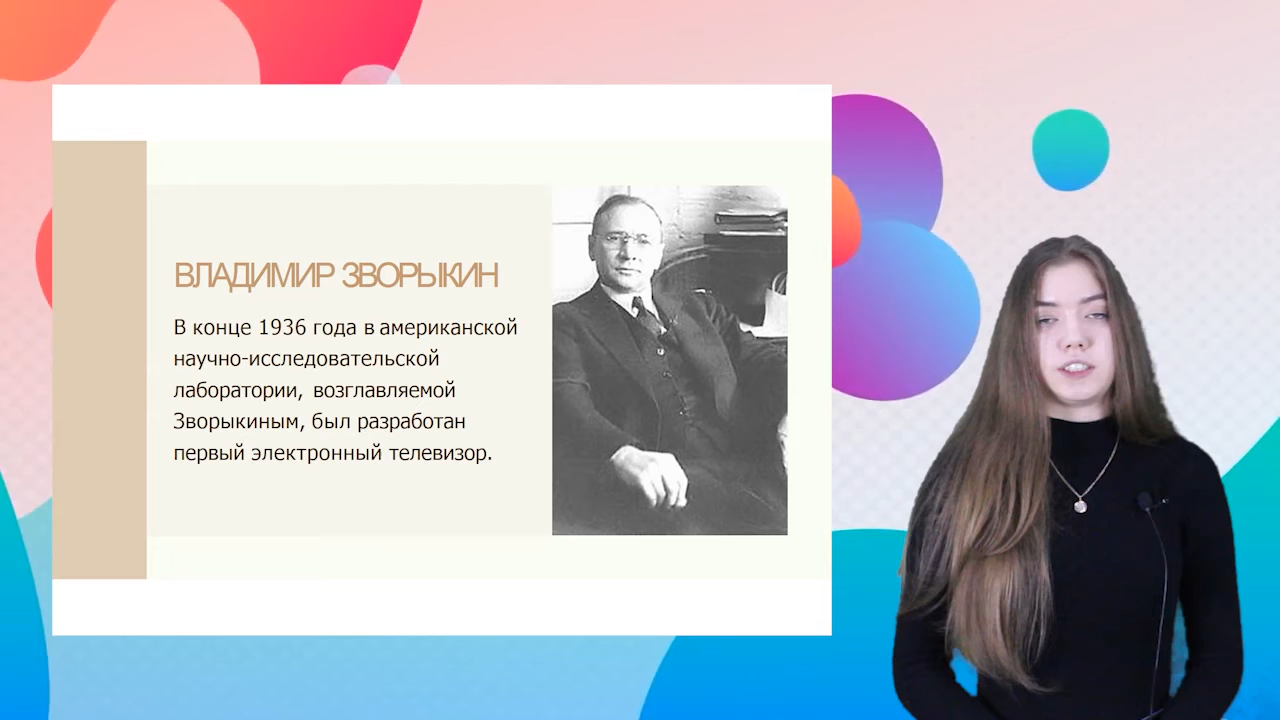 ВЛАДИМИР ЗВОРЫКИН
В конце 1936 года в американской
научно-исследовательской
лаборатории, возглавляемой
Зворыкиным, был разработан
первый электронный телевизор.